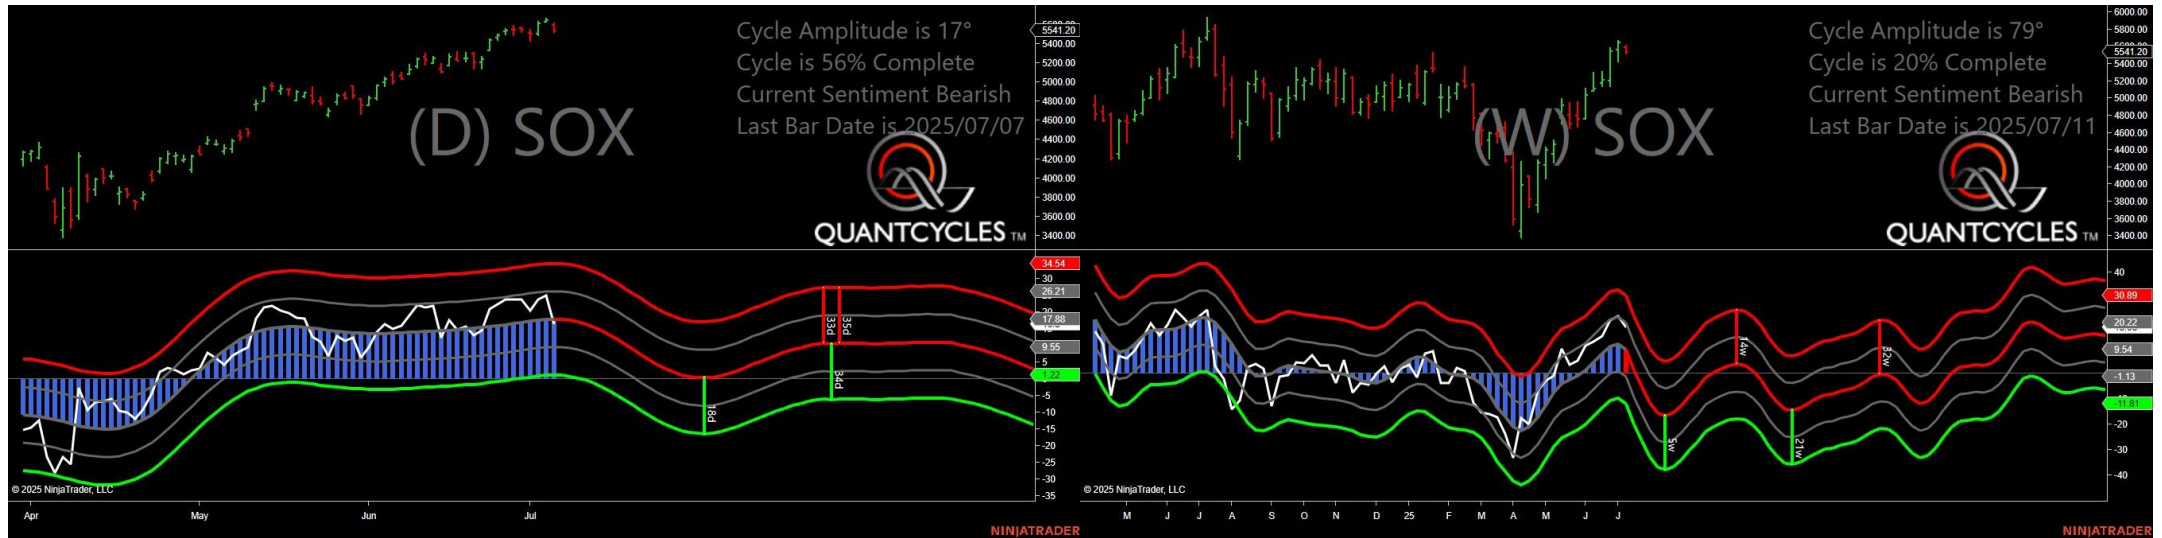 Cycle Amplitude is 17°
Cycle is 56% Complete
Current Sentiment Bearish
Last Bar Date is 2025/07/07
(D) SOX
QUANTCYCLES TM
5541.20
5400.00
5200.00
5000.00
4800.00
4600.00
4400.00
4200.00
4000.00
3800.00
3600.00
3400.00
34.54
30
26.21
17.88
9.55
5
1.22
-5
-10
-15
-20
-25
-30
-35
18d
33d
34d
35d
© 2025 NinjaTrader, LLC
Apr May Jun Jul
NINJATRADER
Cycle Amplitude is 79°
Cycle is 20% Complete
Current Sentiment Bearish
Last Bar Date is 2025/07/11
(W) SOX
QUANTCYCLES TM
6000.00
5800.00
5541.20
5400.00
5200.00
5000.00
4800.00
4600.00
4400.00
4200.00
4000.00
3800.00
3600.00
3400.00
40
30.89
20.22
9.54
-1.13
-11.81
-20
-30
-40
5w
14w
21w
32w
© 2025 NinjaTrader, LLC
M J J A S O N D 25 F M A M J J
NINJATRADER